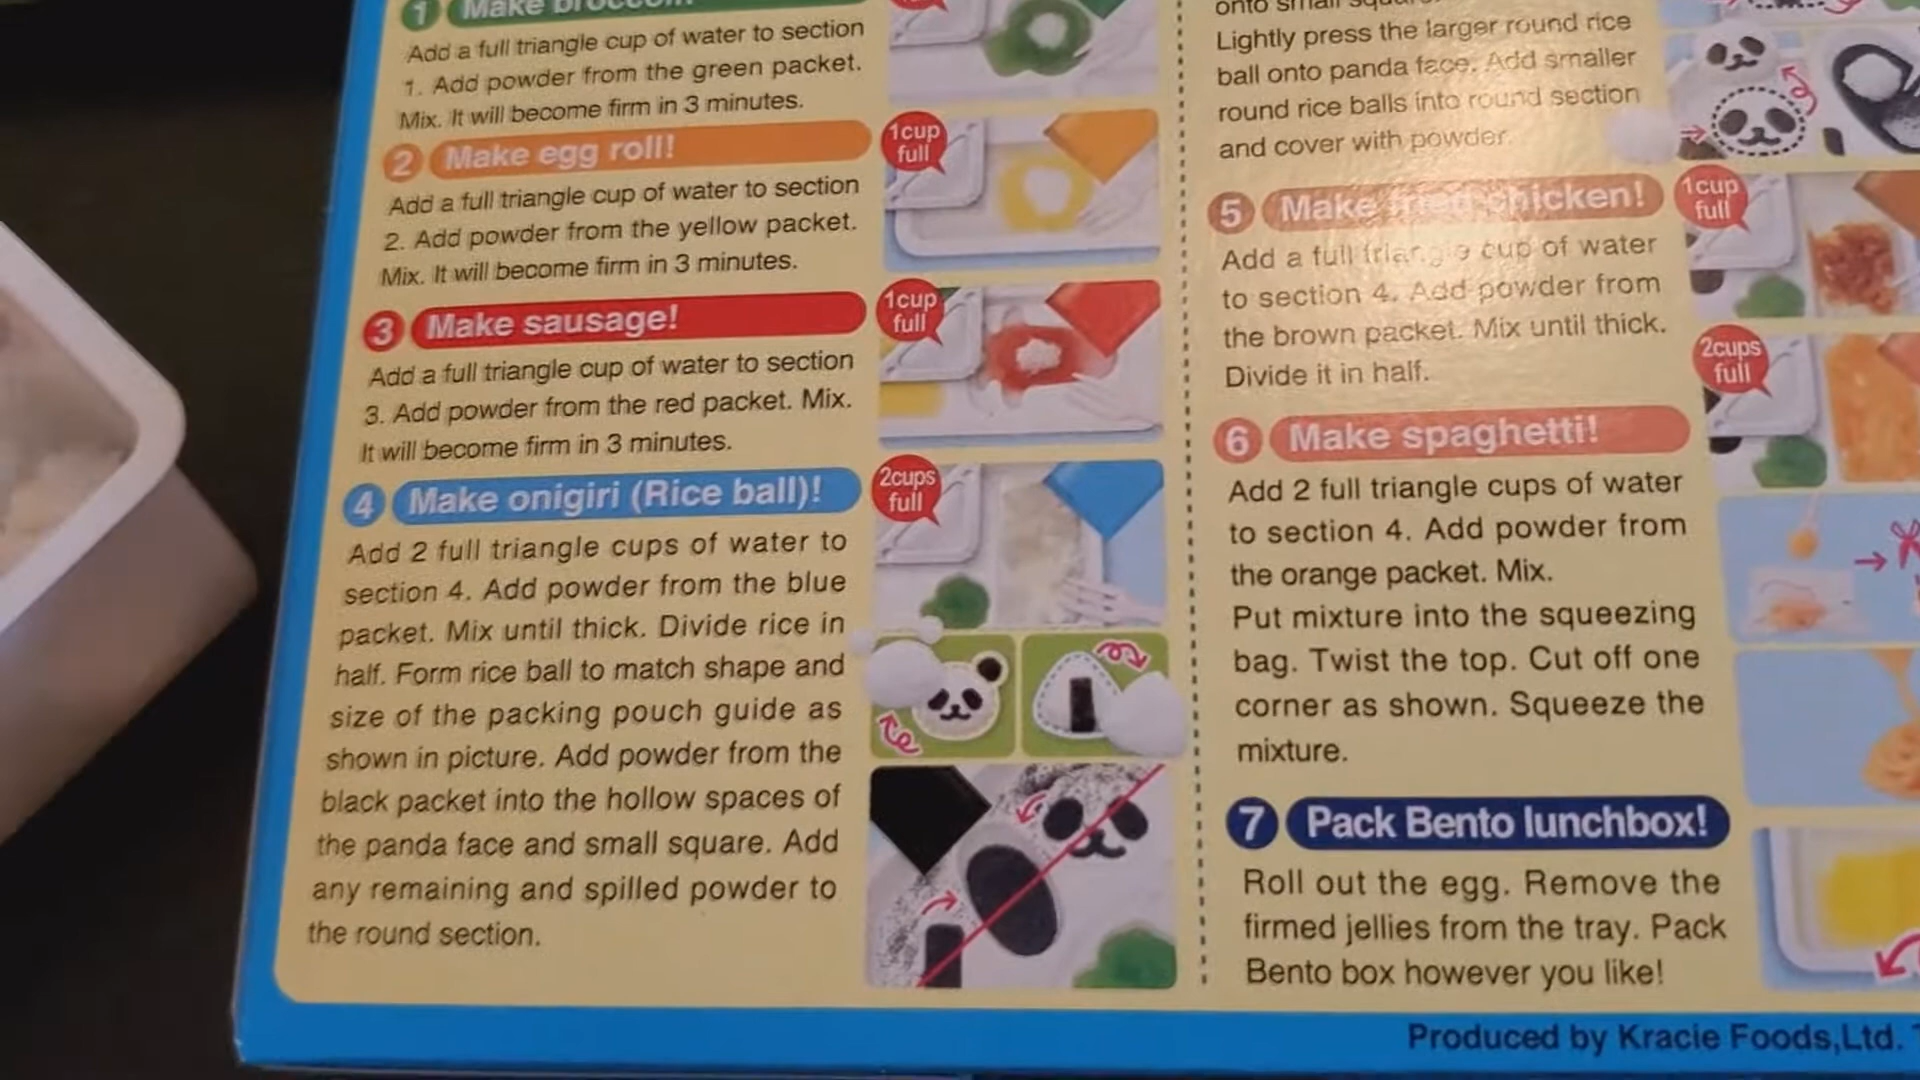 1 Make broccoli!
Add a full triangle cup of water to section
1. Add powder from the green packet.
Mix. It will become firm in 3 minutes.
2 Make egg roll!
1cup
full
Add a full triangle cup of water to section
2. Add powder from the yellow packet.
Mix. It will become firm in 3 minutes.
3 Make sausage!
1cup
full
Add a full triangle cup of water to section
3. Add powder from the red packet. Mix.
It will become firm in 3 minutes.
4 Make onigiri (Rice ball)!
2cups
full
Add 2 full triangle cups of water to
section 4. Add powder from the blue
packet. Mix until thick. Divide rice in
half. Form rice ball to match shape and
size of the packing pouch guide as
shown in picture. Add powder from the
black packet into the hollow spaces of
the panda face and small square. Add
any remaining and spilled powder to
the round section.
onto small
Lightly press the larger round rice
ball onto panda face. Add smaller
round rice balls into round section
and cover with powder.
5 Make fried chicken!
1cup
full
Add a full triangle cup of water
to section 4. Add powder from
the brown packet. Mix until thick.
Divide it in half.
2cups
full
6 Make spaghetti!
Add 2 full triangle cups of water
to section 4. Add powder from
the orange packet. Mix.
Put mixture into the squeezing
bag. Twist the top. Cut off one
corner as shown. Squeeze the
mixture.
7 Pack Bento lunchbox!
Roll out the egg. Remove the
firmed jellies from the tray. Pack
Bento box however you like!
Produced by Kracie Foods,Ltd.